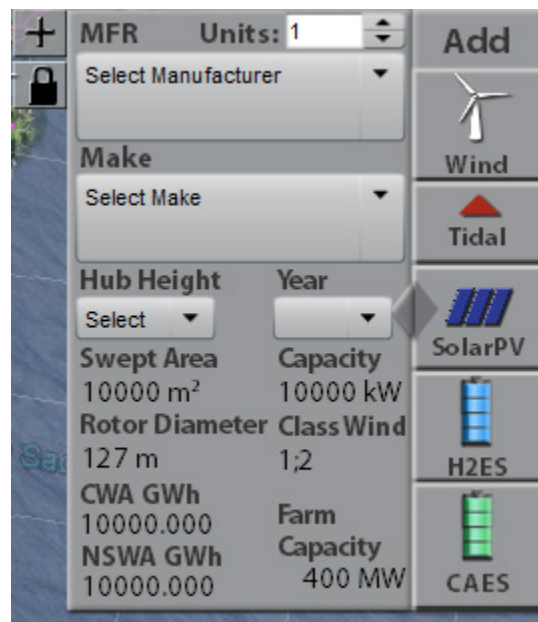 MFR Units: 1
Select Manufacturer
Make
Select Make
Hub Height Year
Select
Swept Area Capacity
10000 m² 10000 kW
Rotor Diameter Class Wind
127 m 1;2
CWA GWh
10000.000
NSWA GWh
10000.000
Farm
Capacity
400 MW
Add
Wind
Tidal
SolarPV
H2ES
CAES